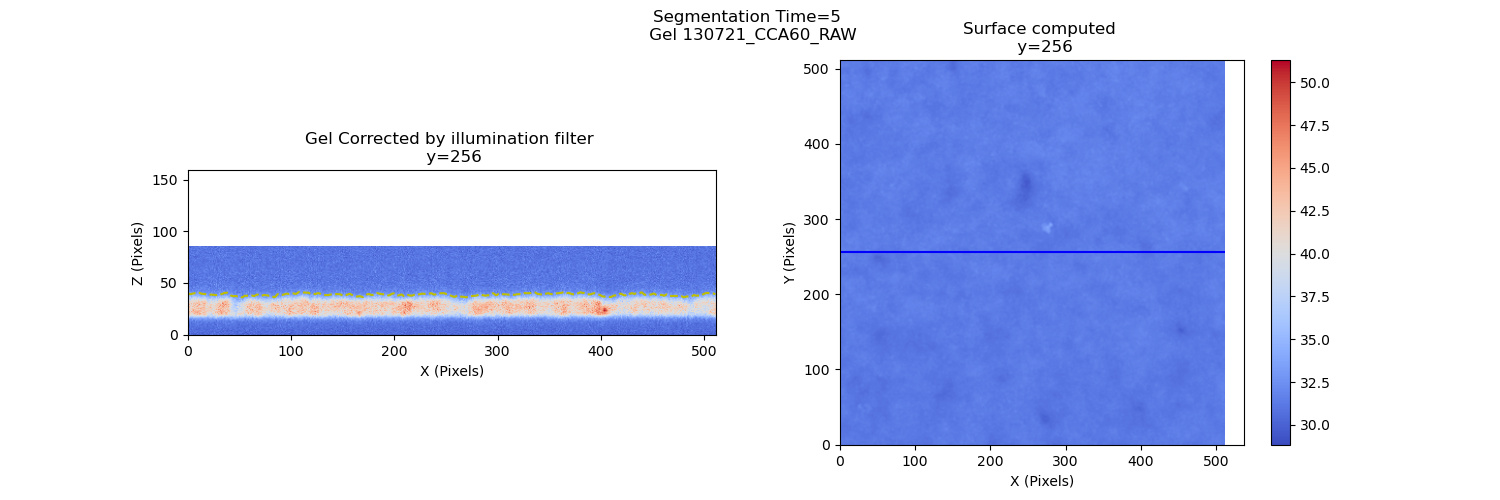 Segmentation Time=5
Gel 130721_CCA60_RAW
Gel Corrected by illumination filter
y=256
150
100
50
0
Z (Pixels)
0 100 200 300 400 500
X (Pixels)
Surface computed
y=256
500
400
300
200
100
0
Y (Pixels)
0 100 200 300 400 500
X (Pixels)
50.0
47.5
45.0
42.5
40.0
37.5
35.0
32.5
30.0